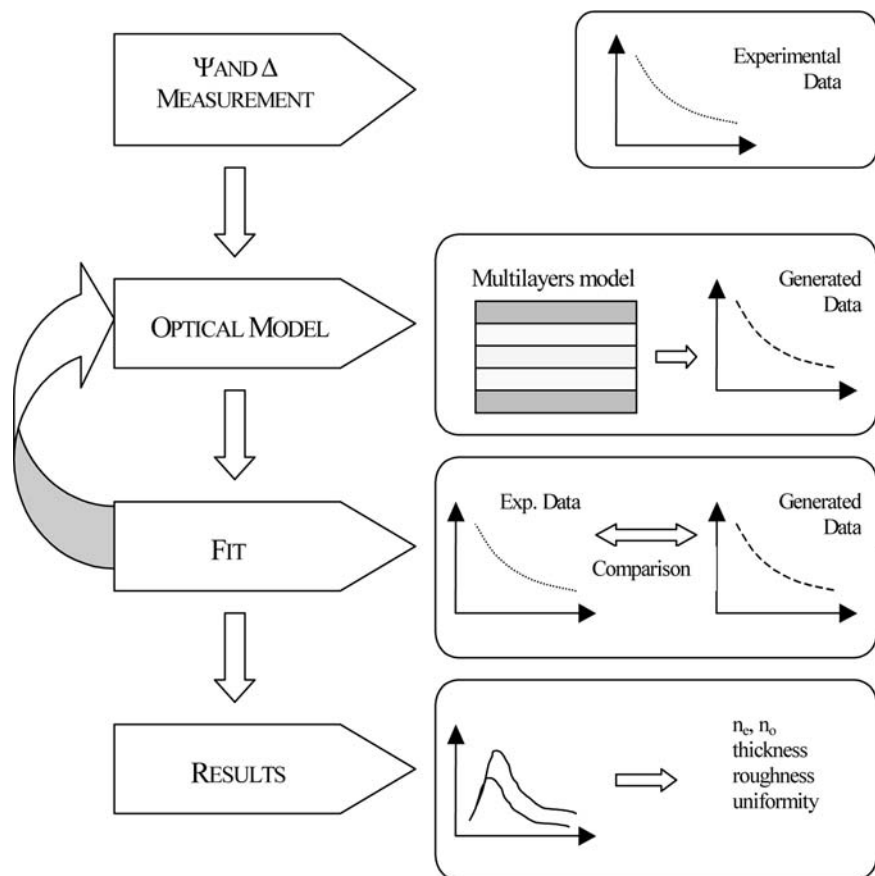 Ψ AND Δ
MEASUREMENT
Experimental
Data
OPTICAL MODEL
Multilayers model
Generated
Data
FIT
Exp. Data
Comparison
Generated
Data
RESULTS
nₑ, nₒ
thickness
roughness
uniformity